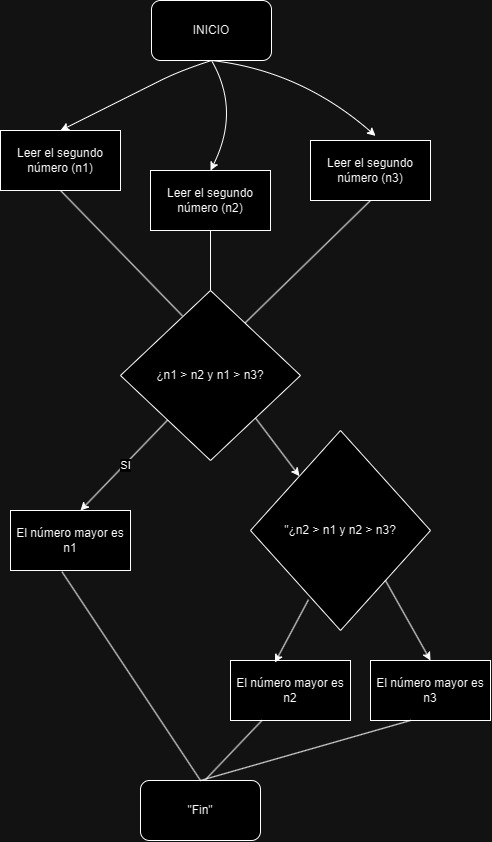 INICIO
Leer el segundo
número (n1)
Leer el segundo
número (n2)
Leer el segundo
número (n3)
¿n1 > n2 y n1 > n3?
SI
El número mayor es
n1
"¿n2 > n1 y n2 > n3?
El número mayor es
n2
El número mayor es
n3
"Fin"